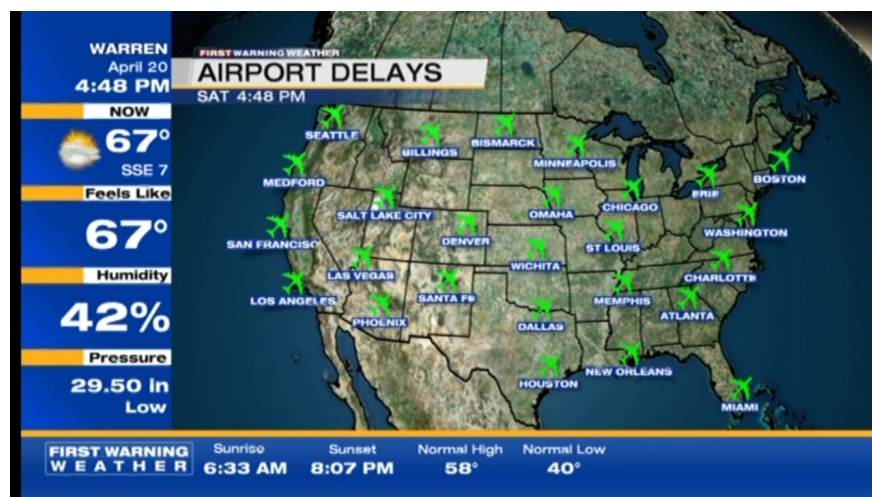 WARREN
April 20
4:48 PM
NOW
67°
SSE 7
Feels Like
67°
Humidity
42%
Pressure
29.50 in
Low
FIRST WARNING WEATHER
AIRPORT DELAYS
SAT 4:48 PM
SEATTLE
BILLINGS
BISMARCK
MINNEAPOLIS
BOSTON
MEDFORD
ERIE
SALT LAKE CITY
OMAHA
CHICAGO
SAN FRANCISC
DENVER
ST LOUIS
WASHINGTON
LAS VEGAS
WICHITA
CHARLOTTE
LOS ANGELES
SANTA FE
MEMPHIS
ATLANTA
PHOENIX
DALLAS
HOUSTON
NEW ORLEANS
MIAMI
FIRST WARNING
WEATHER
Sunrise
6:33 AM
Sunset
8:07 PM
Normal High
58°
Normal Low
40°